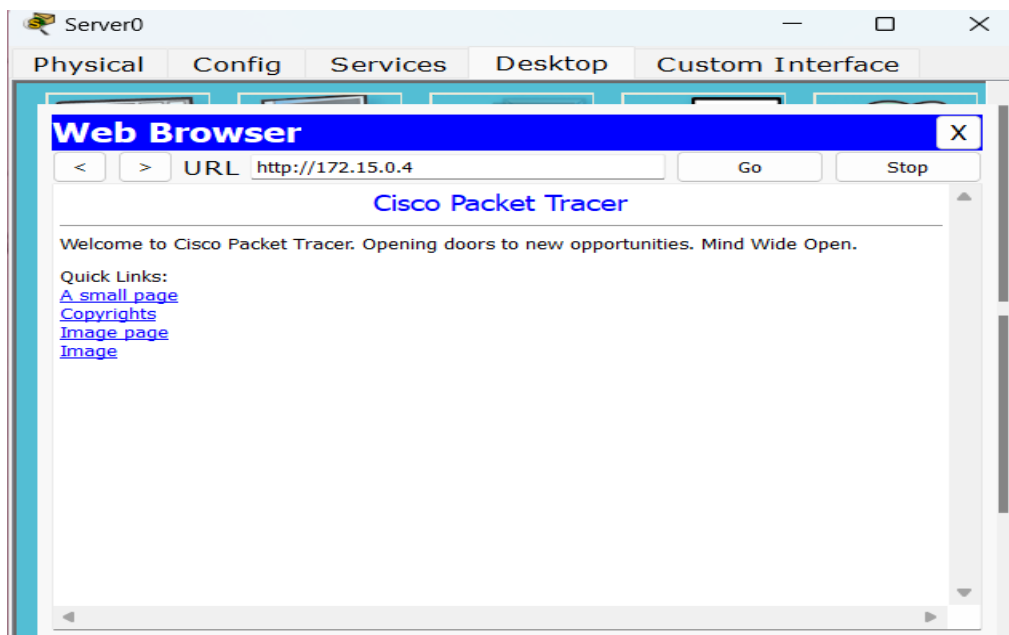 Server0
Physical Config Services Desktop Custom Interface
Web Browser X
< > URL http://172.15.0.4 Go Stop
Cisco Packet Tracer
Welcome to Cisco Packet Tracer. Opening doors to new opportunities. Mind Wide Open.
Quick Links:
A small page
Copyrights
Image page
Image